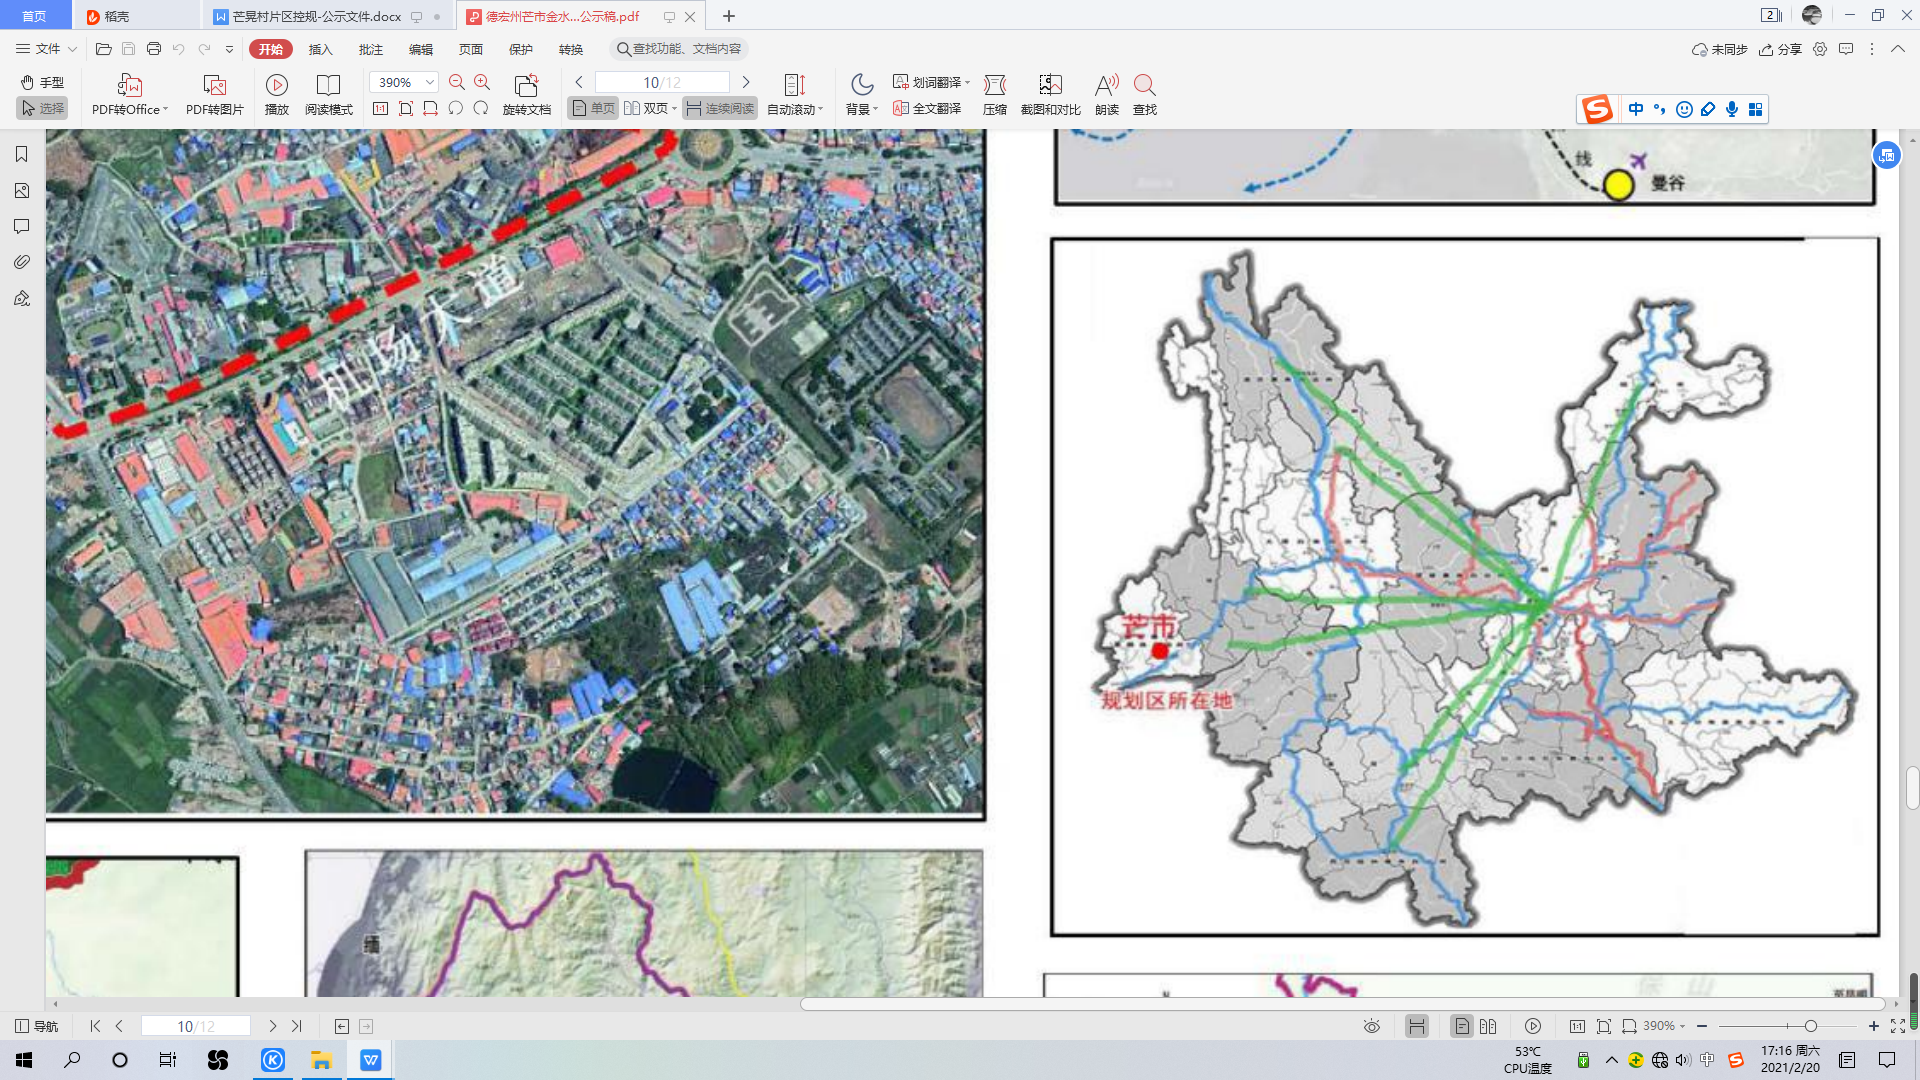 首页
稻壳
芒晃村片区控规-公示文件.docx
德宏州芒市金水...公示稿.pdf
2
文件
开始
插入
批注
编辑
页面
保护
转换
查找功能、文档内容
未同步
分享
手型
选择
PDF转Office
PDF转图片
播放
阅读模式
390%
旋转文档
10/12
单页
双页
连续阅读
自动滚动
背景
划词翻译
全文翻译
压缩
截图和对比
朗读
查找
中
线
曼谷
机场大道
芒市
规划区所在地
缅
保 山
导航
10/12
390%
53℃
CPU温度
中
17:16 周六
2021/2/20